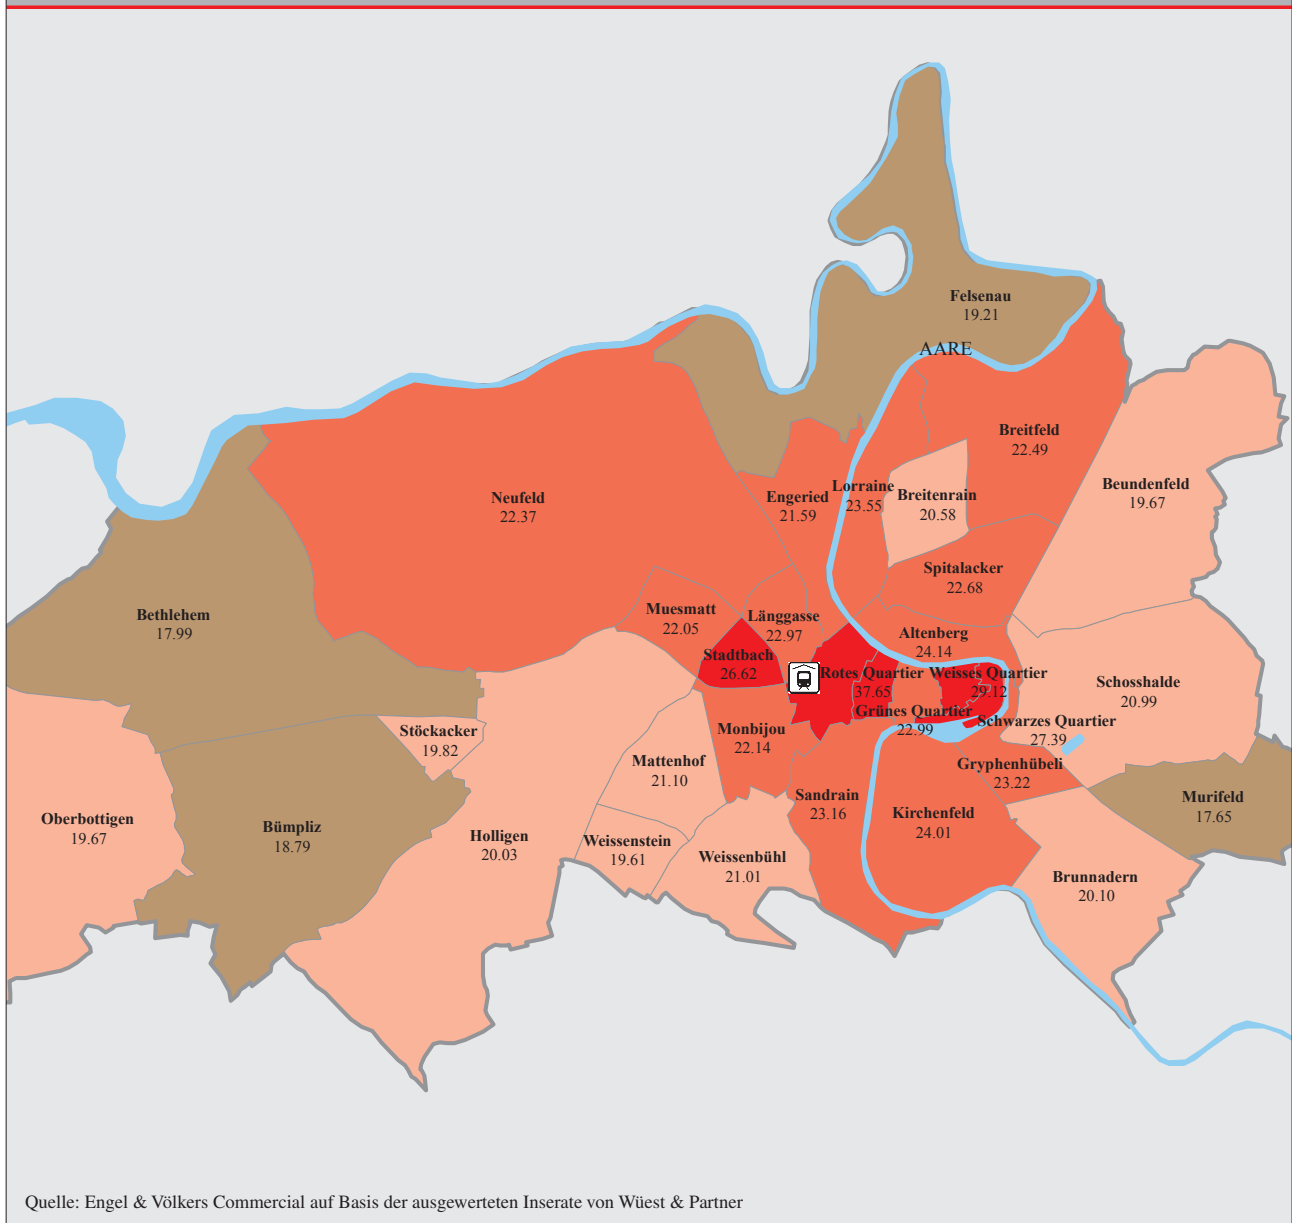 Felsenau
19.21
AARE
Breitfeld
22.49
Beundenfeld
19.67
Neufeld
22.37
Engeried
21.59
Lorraine
23.55
Breitenrain
20.58
Spitalacker
22.68
Bethlehem
17.99
Muesmatt
22.05
Länggasse
22.97
Altenberg
24.14
Stadtbach
26.62
Rotes Quartier
37.65
Weisses Quartier
29.12
Schosshalde
20.99
Grünes Quartier
22.99
Schwarzes Quartier
27.39
Stöckacker
19.82
Monbijou
22.14
Mattenhof
21.10
Gryphenhübeli
23.22
Sandrain
23.16
Kirchenfeld
24.01
Murifeld
17.65
Oberbottigen
19.67
Bümpliz
18.79
Holligen
20.03
Weissenstein
19.61
Weissenbühl
21.01
Brunnadern
20.10
Quelle: Engel & Völkers Commercial auf Basis der ausgewerteten Inserate von Wüest & Partner